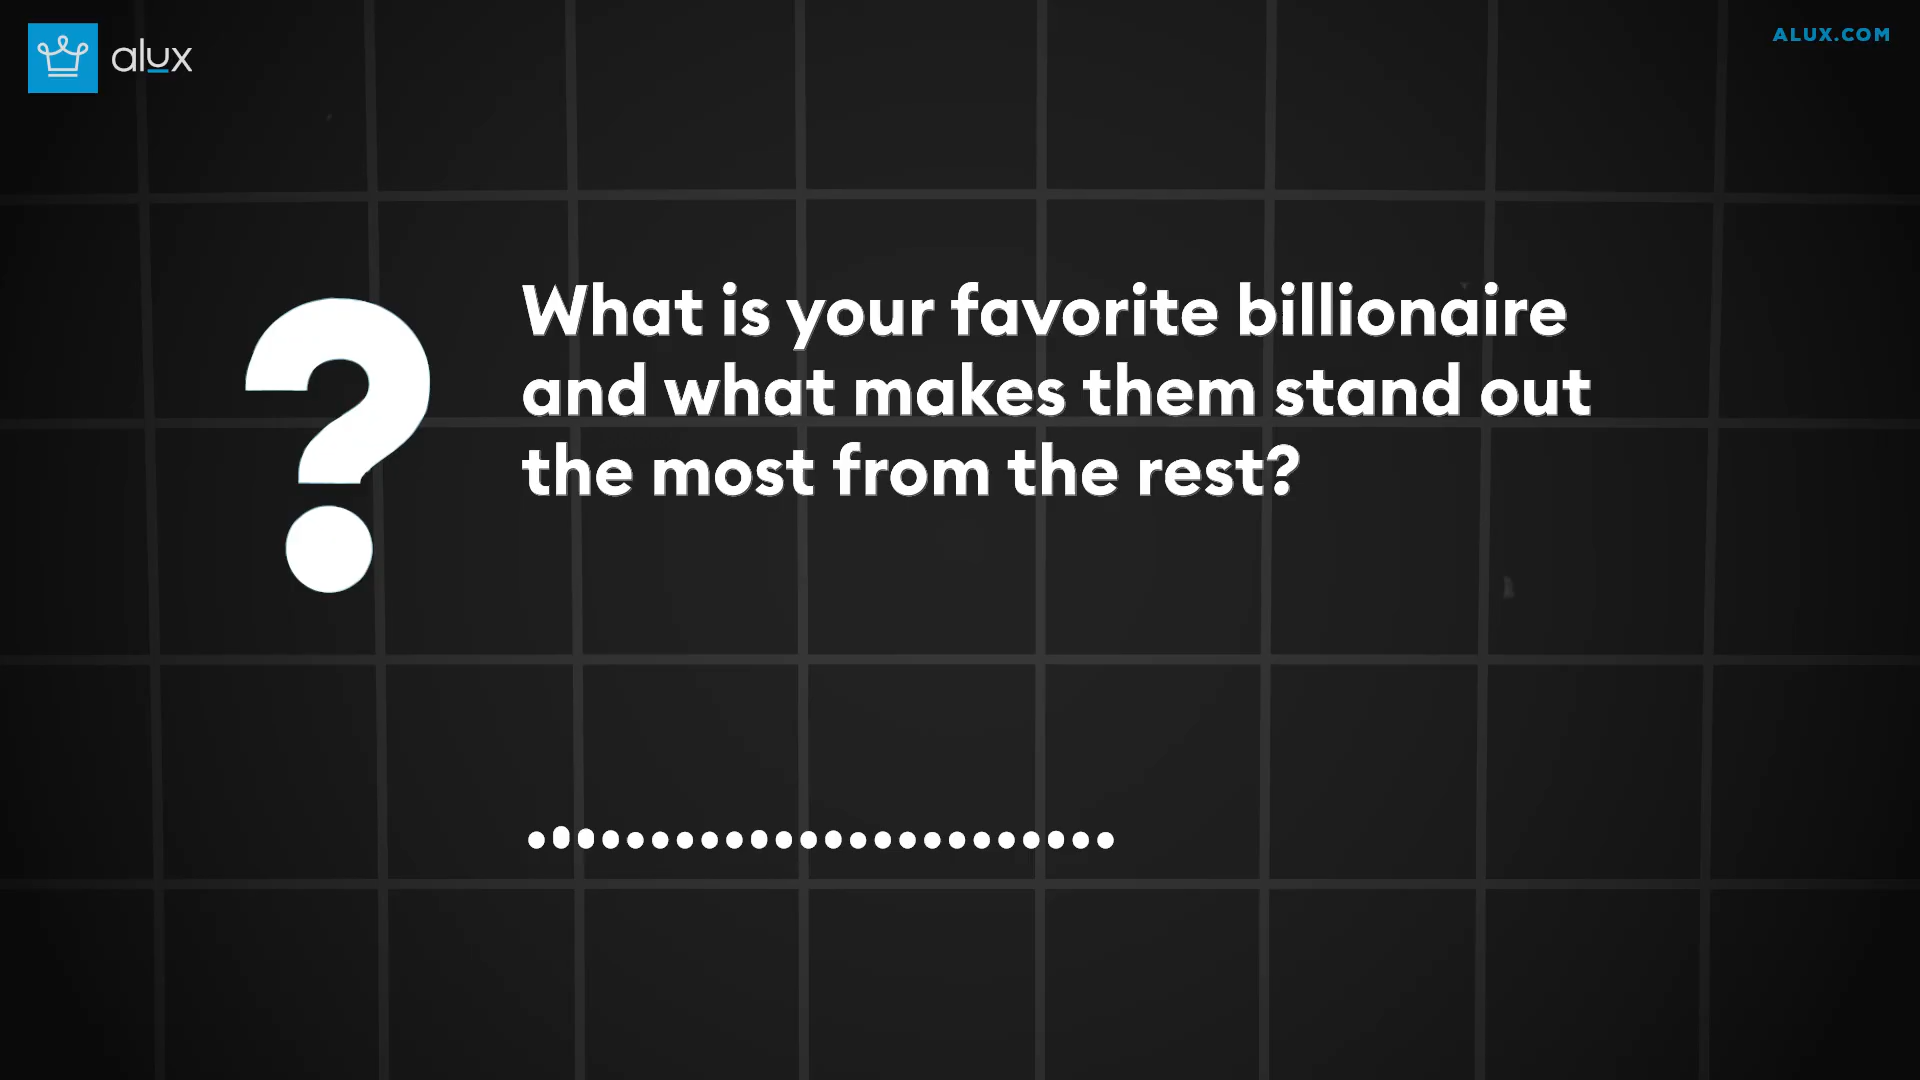 alux
ALUX.COM
What is your favorite billionaire
and what makes them stand out
the most from the rest?